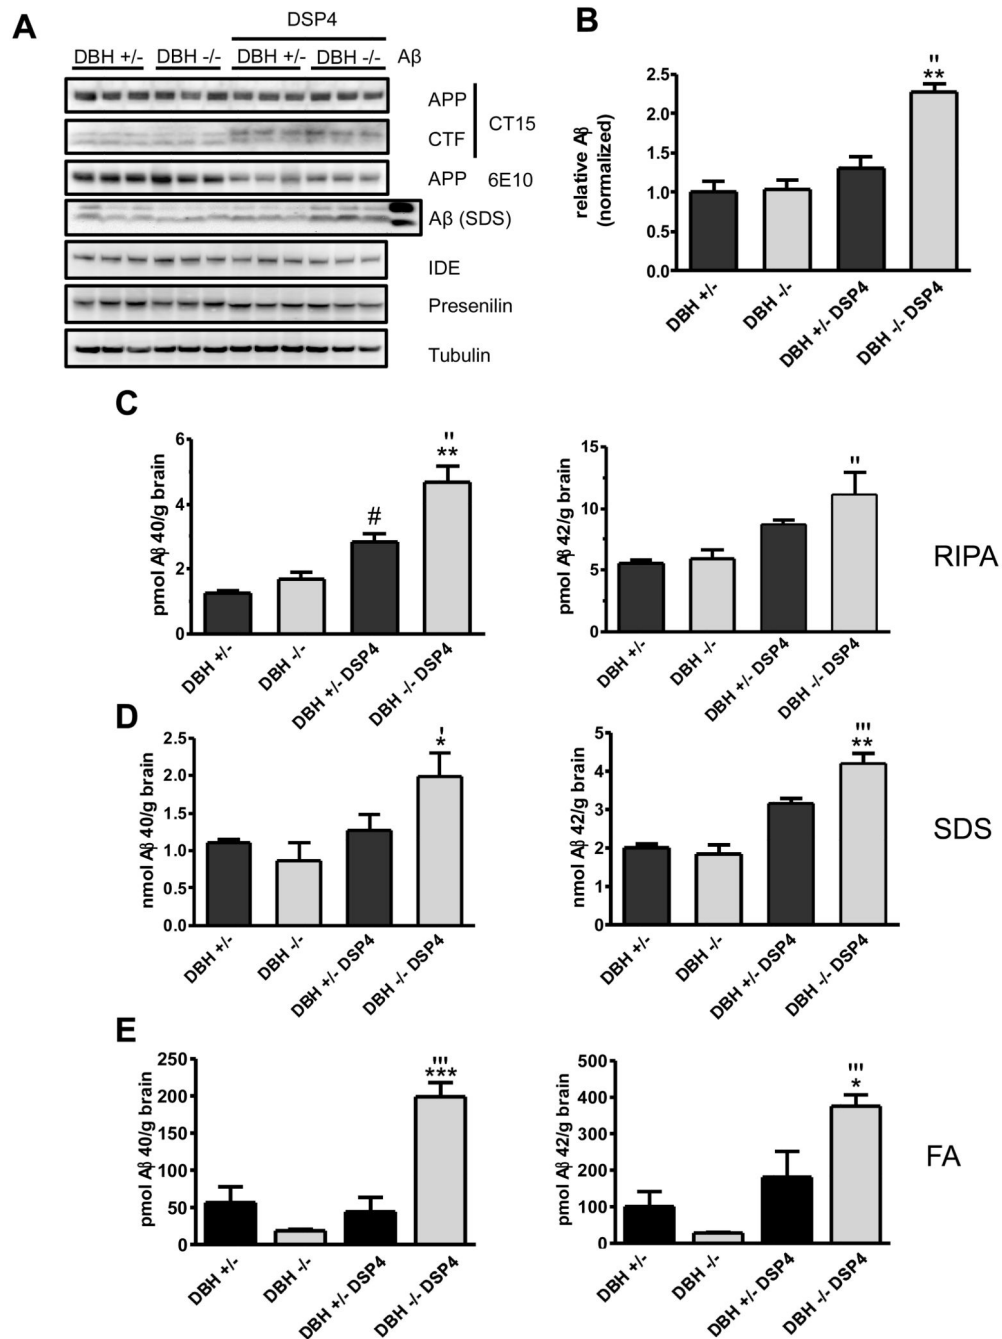 A
DSP4
DBH +/- DBH -/- DBH +/- DBH -/- Aβ
APP
CT15
CTF
APP 6E10
Aβ (SDS)
IDE
Presenilin
Tubulin
B
relative Aβ
(normalized)
2.5
2.0
1.5
1.0
0.5
0.0
"
**
DBH +/-
DBH -/-
DBH +/- DSP4
DBH -/- DSP4
C
pmol Aβ 40/g brain
6
4
2
0
#
"
**
DBH +/-
DBH -/-
DBH +/- DSP4
DBH -/- DSP4
pmol Aβ 42/g brain
15
10
5
0
"
DBH +/-
DBH -/-
DBH +/- DSP4
DBH -/- DSP4
RIPA
D
nmol Aβ 40/g brain
2.5
2.0
1.5
1.0
0.5
0.0
'
*
DBH +/-
DBH -/-
DBH +/- DSP4
DBH -/- DSP4
nmol Aβ 42/g brain
5
4
3
2
1
0
'''
**
DBH +/-
DBH -/-
DBH +/- DSP4
DBH -/- DSP4
SDS
E
pmol Aβ 40/g brain
250
200
150
100
50
0
'''
***
DBH +/-
DBH -/-
DBH +/- DSP4
DBH -/- DSP4
pmol Aβ 42/g brain
500
400
300
200
100
0
'''
*
DBH +/-
DBH -/-
DBH +/- DSP4
DBH -/- DSP4
FA